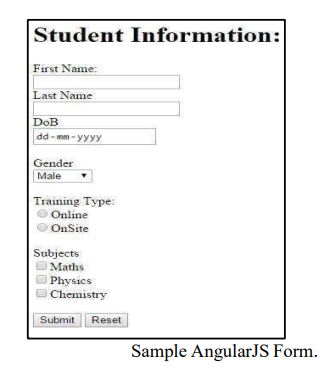 Student Information:
First Name:
Last Name
DoB
dd-mm-yyyy
Gender
Male
Training Type:
Online
OnSite
Subjects
Maths
Physics
Chemistry
Submit Reset
Sample AngularJS Form.